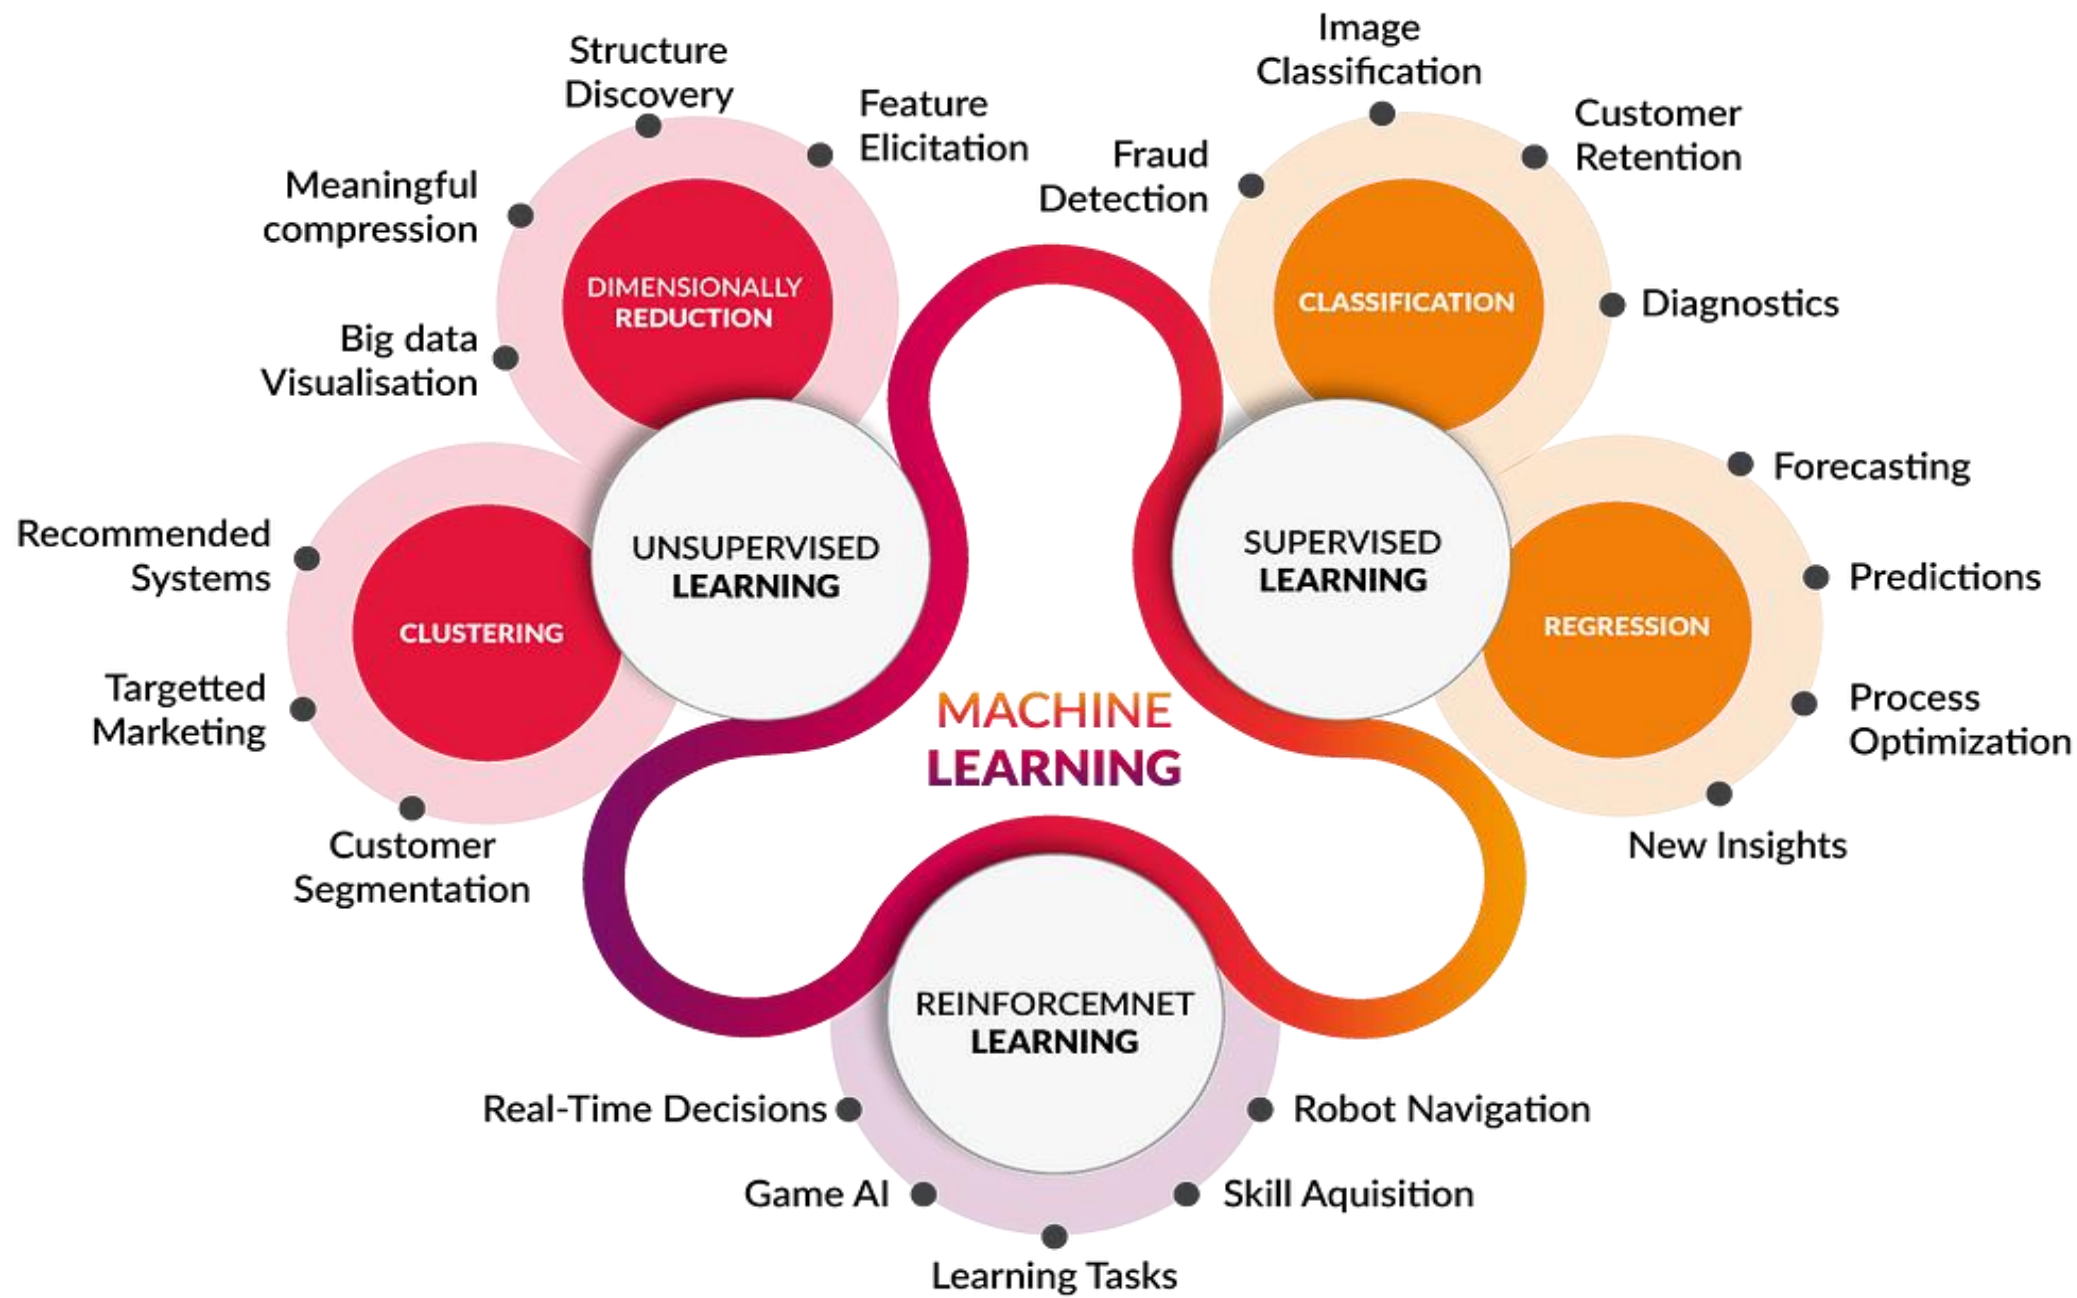 Structure
Discovery
Feature
Elicitation
Meaningful
compression
Big data
Visualisation
DIMENSIONALLY
REDUCTION
Recommended
Systems
Targetted
Marketing
Customer
Segmentation
CLUSTERING
UNSUPERVISED
LEARNING
Image
Classification
Fraud
Detection
Customer
Retention
Diagnostics
CLASSIFICATION
SUPERVISED
LEARNING
Forecasting
Predictions
Process
Optimization
New Insights
REGRESSION
MACHINE
LEARNING
REINFORCEMNET
LEARNING
Real-Time Decisions
Game AI
Learning Tasks
Skill Aquisition
Robot Navigation